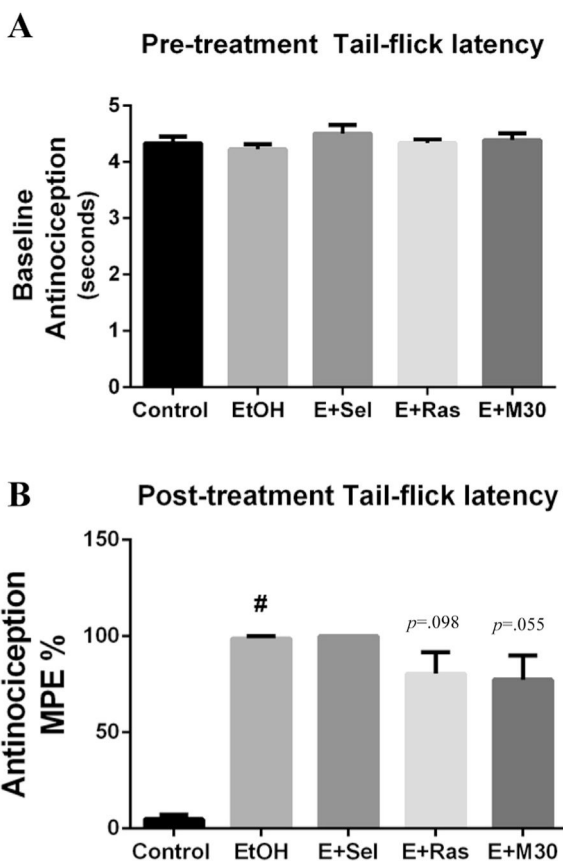 A
Pre-treatment Tail-flick latency
Baseline
Antinociception
(seconds)
5
4
3
2
1
0
Control EtOH E+Sel E+Ras E+M30
B
Post-treatment Tail-flick latency
Antinociception
MPE %
150
100
50
0
#
p=.098 p=.055
Control EtOH E+Sel E+Ras E+M30